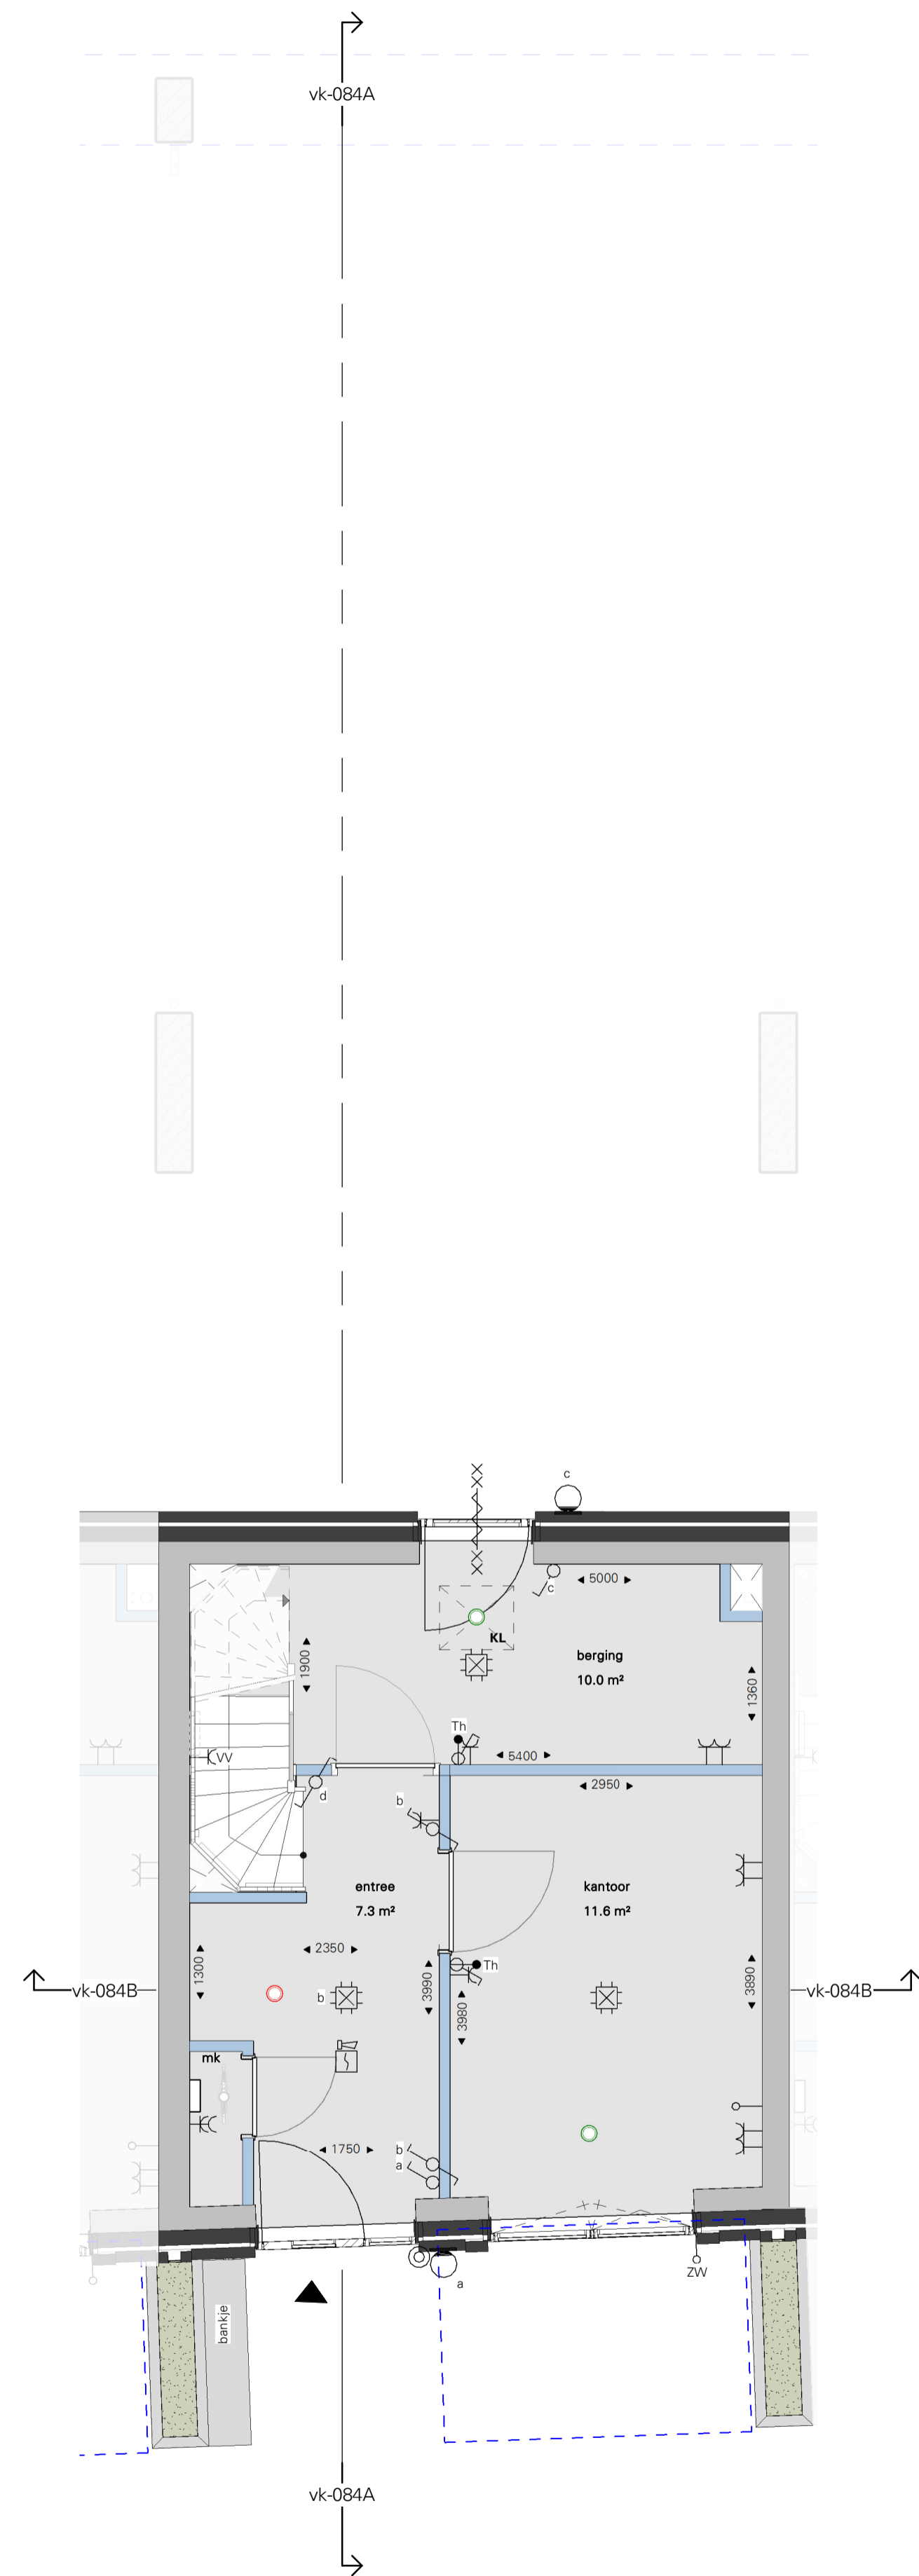 vk-084A
c
5000
c
KL
berging
10.0 m²
1900
1360
Th
5400
VV
2950
d
b
entree
7.3 m²
kantoor
11.6 m²
2350
1300
3990
Th
3890
vk-084B
vk-084B
b
3980
mk
1750
b
a
ZW
a
bankje
vk-084A